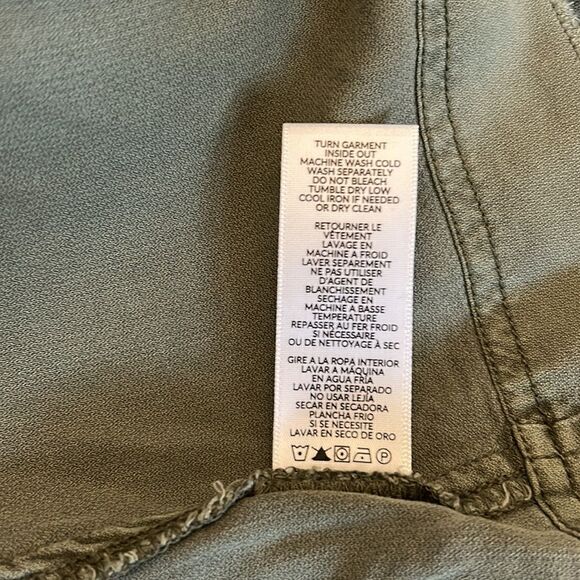 TURN GARMENT
INSIDE OUT
MACHINE WASH COLD
WASH SEPARATELY
DO NOT BLEACH
TUMBLE DRY LOW
COOL IRON IF NEEDED
OR DRY CLEAN
RETOURNER LE
VÊTEMENT
LAVAGE EN
MACHINE A FROID
LAVER SEPAREMENT
NE PAS UTILISER
D'AGENT DE
BLANCHISSEMENT
SECHAGE EN
MACHINE A BASSE
TEMPERATURE
REPASSER AU FER FROID
SI NÉCESSAIRE
OU DE NETTOYAGE À SEC
GIRE A LA ROPA INTERIOR
LAVAR A MÁQUINA
EN AGUA FRÍA
LAVAR POR SEPARADO
NO USAR LEJÍA
SECAR EN SECADORA
PLANCHA FRIO
SI SE NECESITE
LAVAR EN SECO DE ORO
P